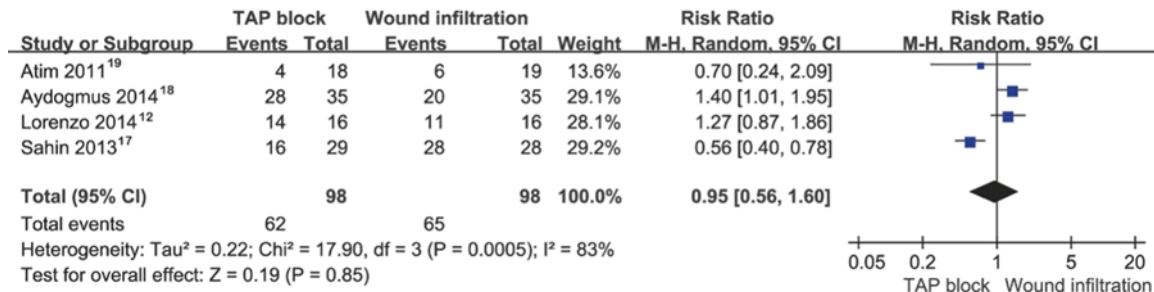 TAP block Wound infiltration Risk Ratio Risk Ratio
Study or Subgroup Events Total Events Total Weight M-H, Random, 95% CI M-H, Random, 95% CI
Atim 2011¹⁹ 4 18 6 19 13.6% 0.70 [0.24, 2.09]
Aydogmus 2014¹⁸ 28 35 20 35 29.1% 1.40 [1.01, 1.95]
Lorenzo 2014¹² 14 16 11 16 28.1% 1.27 [0.87, 1.86]
Sahin 2013¹⁷ 16 29 28 28 29.2% 0.56 [0.40, 0.78]
Total (95% CI) 98 98 100.0% 0.95 [0.56, 1.60]
Total events 62 65
Heterogeneity: Tau² = 0.22; Chi² = 17.90, df = 3 (P = 0.0005); I² = 83%
Test for overall effect: Z = 0.19 (P = 0.85)
0.05 0.2 1 5 20
TAP block Wound infiltration